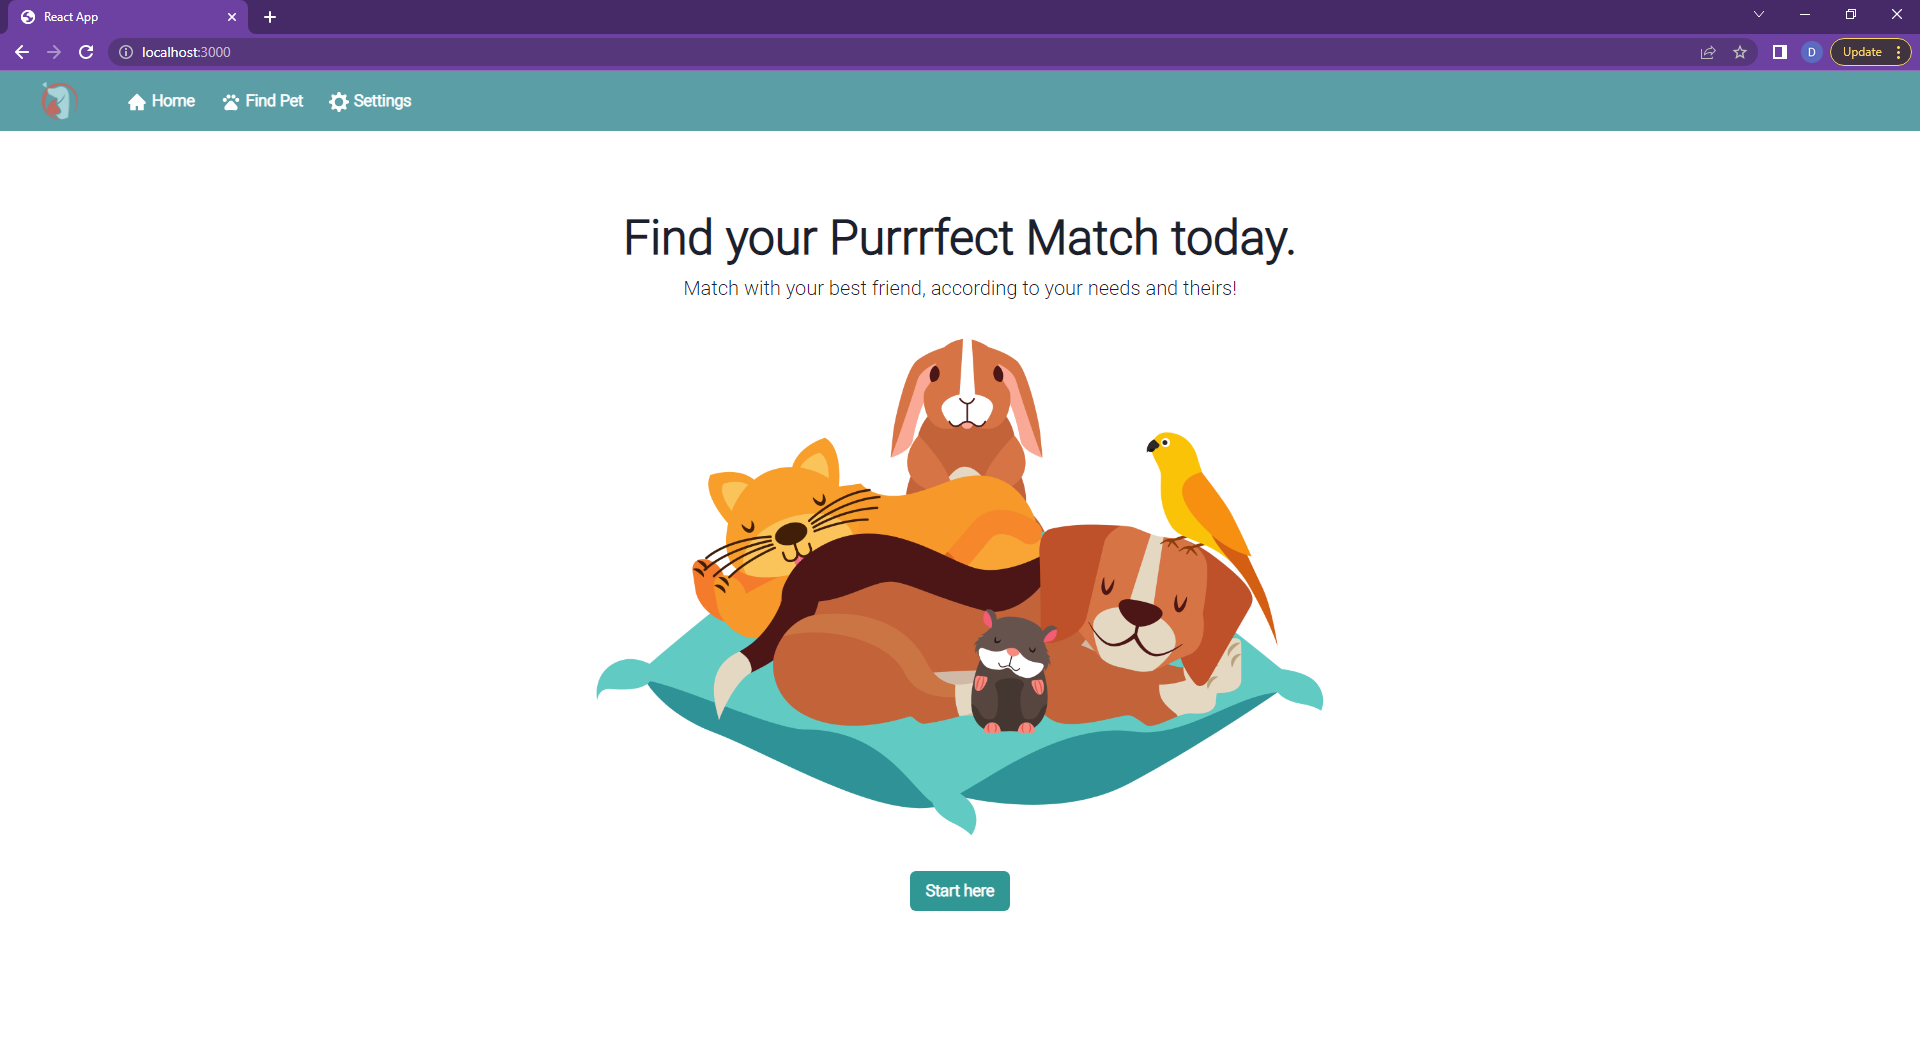 React App
localhost:3000
D
Update
Home Find Pet Settings
Find your Purrrfect Match today.
Match with your best friend, according to your needs and theirs!
Start here